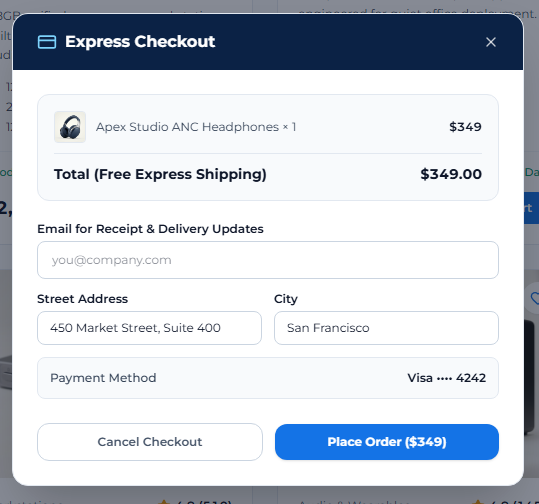 Express Checkout
Apex Studio ANC Headphones × 1 $349
Total (Free Express Shipping) $349.00
Email for Receipt & Delivery Updates
you@company.com
Street Address City
450 Market Street, Suite 400 San Francisco
Payment Method Visa •••• 4242
Cancel Checkout Place Order ($349)